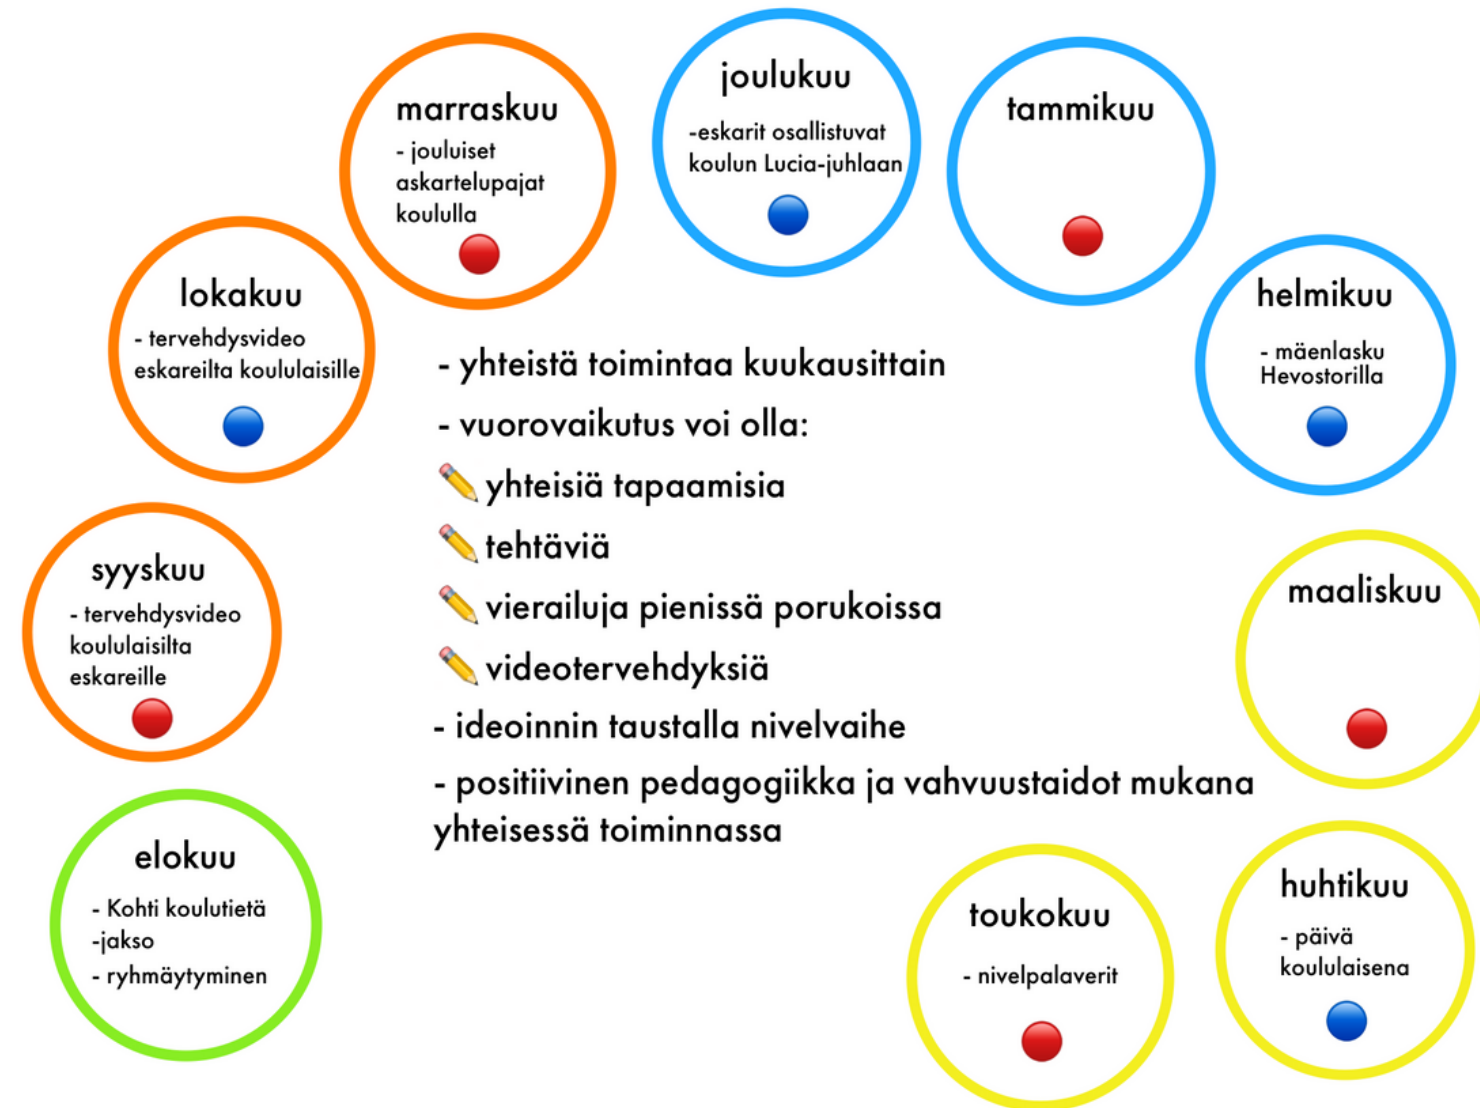 elokuu
- Kohti koulutietä
-jakso
- ryhmäytyminen
syyskuu
- tervehdysvideo
koululaisilta
eskareille
lokakuu
- tervehdysvideo
eskareilta koululaisille
marraskuu
- jouluiset
askartelupajat
koululla
joulukuu
-eskarit osallistuvat
koulun Lucia-juhlaan
tammikuu
helmikuu
- mäenlasku
Hevostorilla
maaliskuu
huhtikuu
- päivä
koululaisena
toukokuu
- nivelpalaverit
- yhteistä toimintaa kuukausittain
- vuorovaikutus voi olla:
yhteisiä tapaamisia
tehtäviä
vierailuja pienissä porukoissa
videotervehdyksiä
- ideoinnin taustalla nivelvaihe
- positiivinen pedagogiikka ja vahvuustaidot mukana
yhteisessä toiminnassa